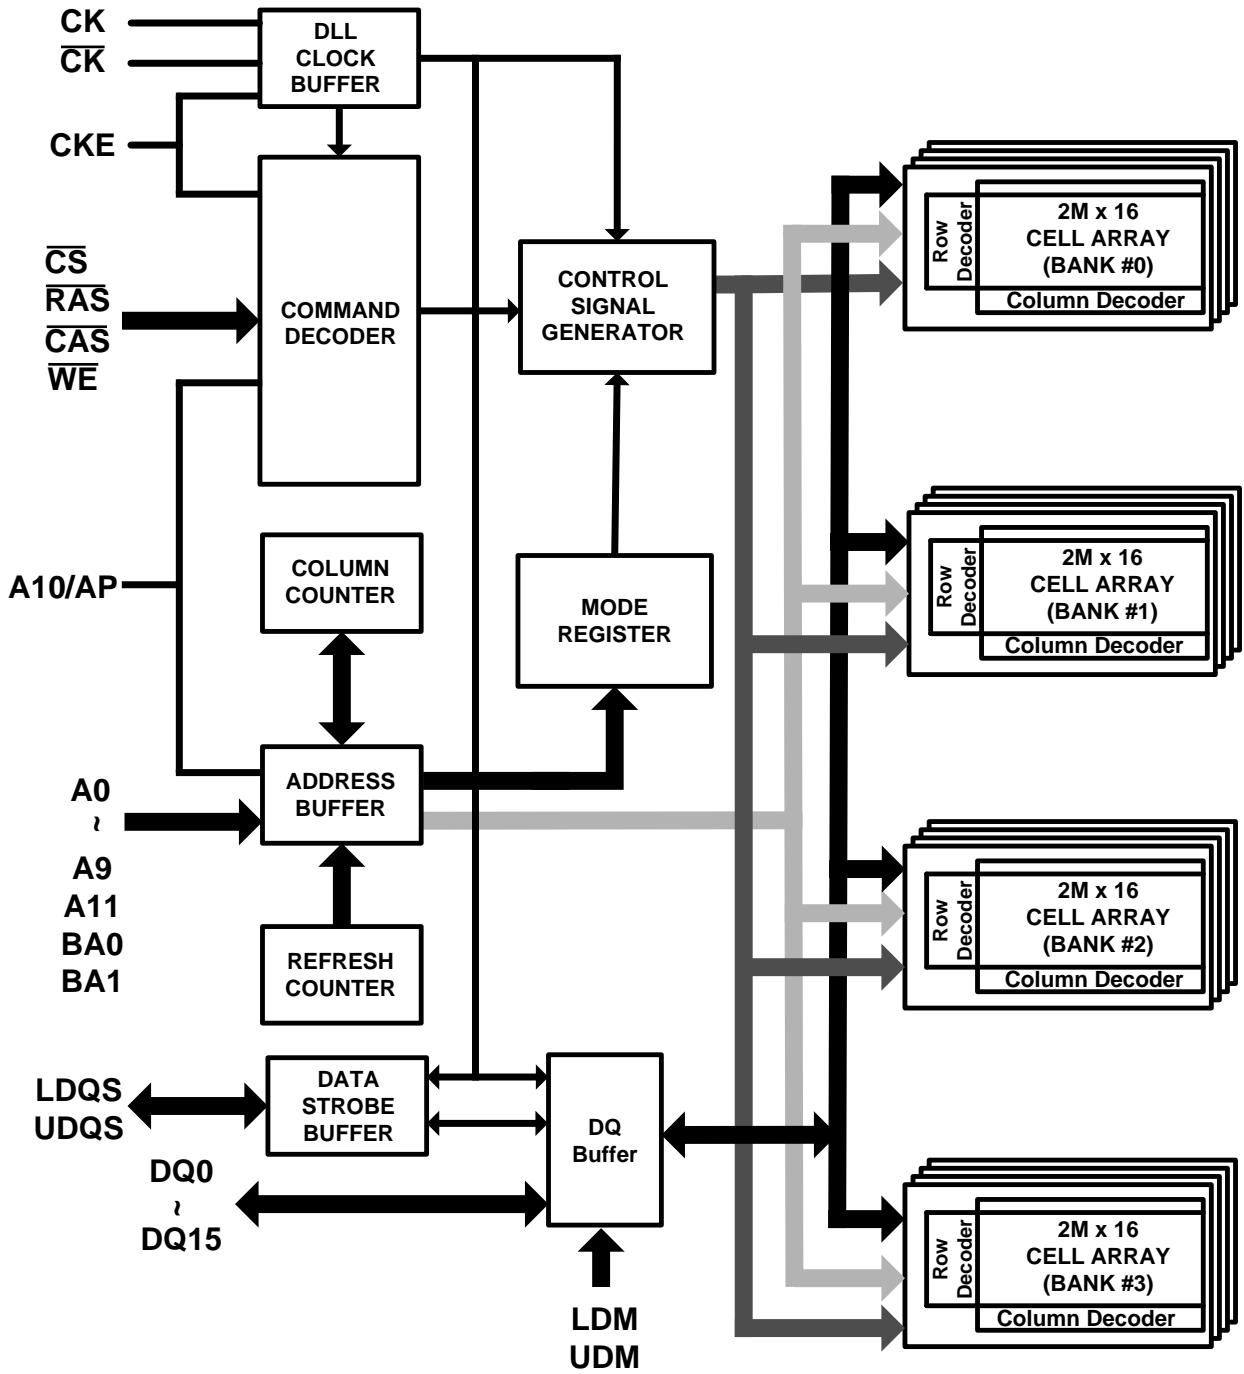 CK
CK
CKE
CS
RAS
CAS
WE
A10/AP
A0
~
A9
A11
BA0
BA1
LDQS
UDQS
DQ0
~
DQ15
DLL
CLOCK
BUFFER
COMMAND
DECODER
COLUMN
COUNTER
ADDRESS
BUFFER
REFRESH
COUNTER
DATA
STROBE
BUFFER
CONTROL
SIGNAL
GENERATOR
MODE
REGISTER
DQ
Buffer
LDM
UDM
Row
Decoder
2M x 16
CELL ARRAY
(BANK #0)
Column Decoder
Row
Decoder
2M x 16
CELL ARRAY
(BANK #1)
Column Decoder
Row
Decoder
2M x 16
CELL ARRAY
(BANK #2)
Column Decoder
Row
Decoder
2M x 16
CELL ARRAY
(BANK #3)
Column Decoder